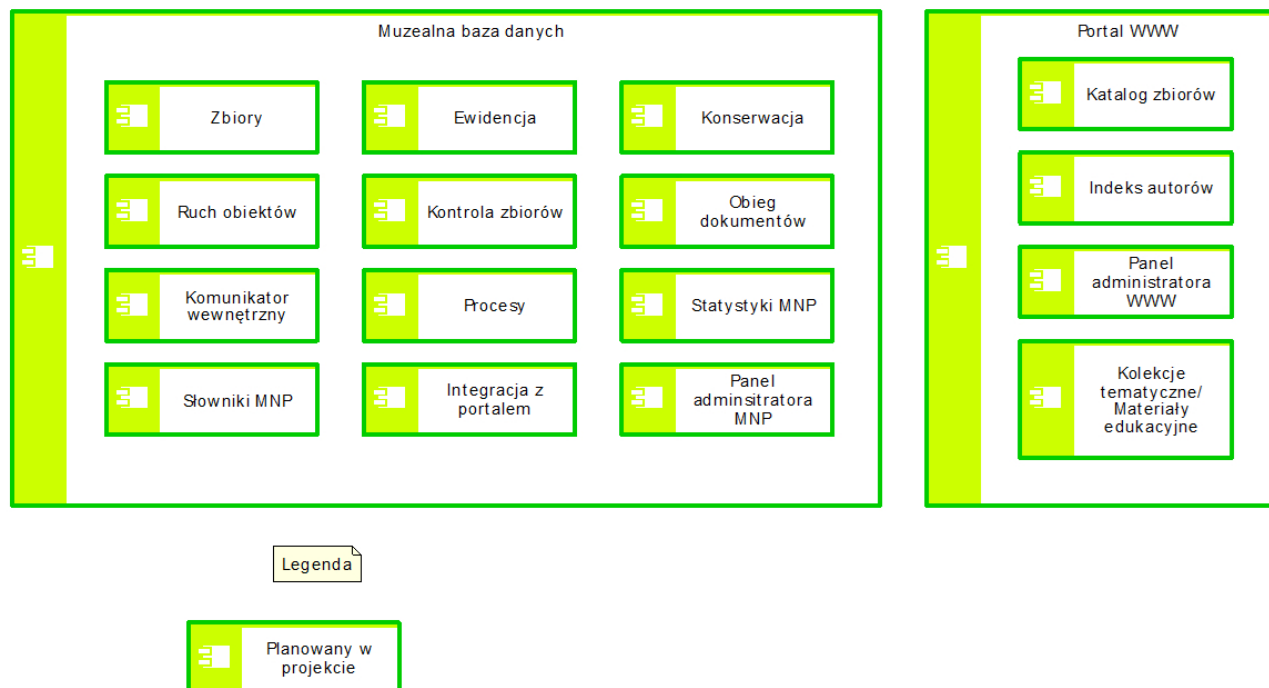 Muzealna baza danych
Zbiory
Ewidencja
Konserwacja
Ruch obiektów
Kontrola zbiorów
Obieg
dokumentów
Komunikator
wewnętrzny
Procesy
Statystyki MNP
Słowniki MNP
Integracja z
portalem
Panel
adminsitratora
MNP
Portal WWW
Katalog zbiorów
Indeks autorów
Panel
administratora
WWW
Kolekcje
tematyczne/
Materiały
edukacyjne
Legenda
Planowany w
projekcie